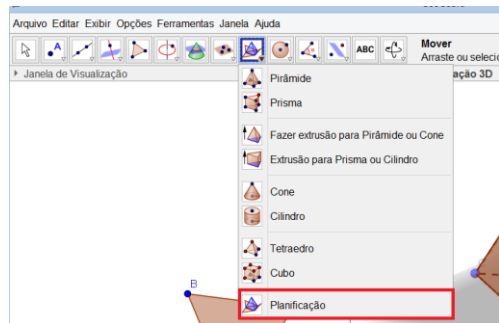 Arquivo Editar Exibir Opções Ferramentas Janela Ajuda
A
ABC
Mover
Arraste ou selecio
Janela de Visualização
ação 3D
Pirâmide
Prisma
Fazer extrusão para Pirâmide ou Cone
Extrusão para Prisma ou Cilindro
Cone
Cilindro
Tetraedro
Cubo
B
Planificação